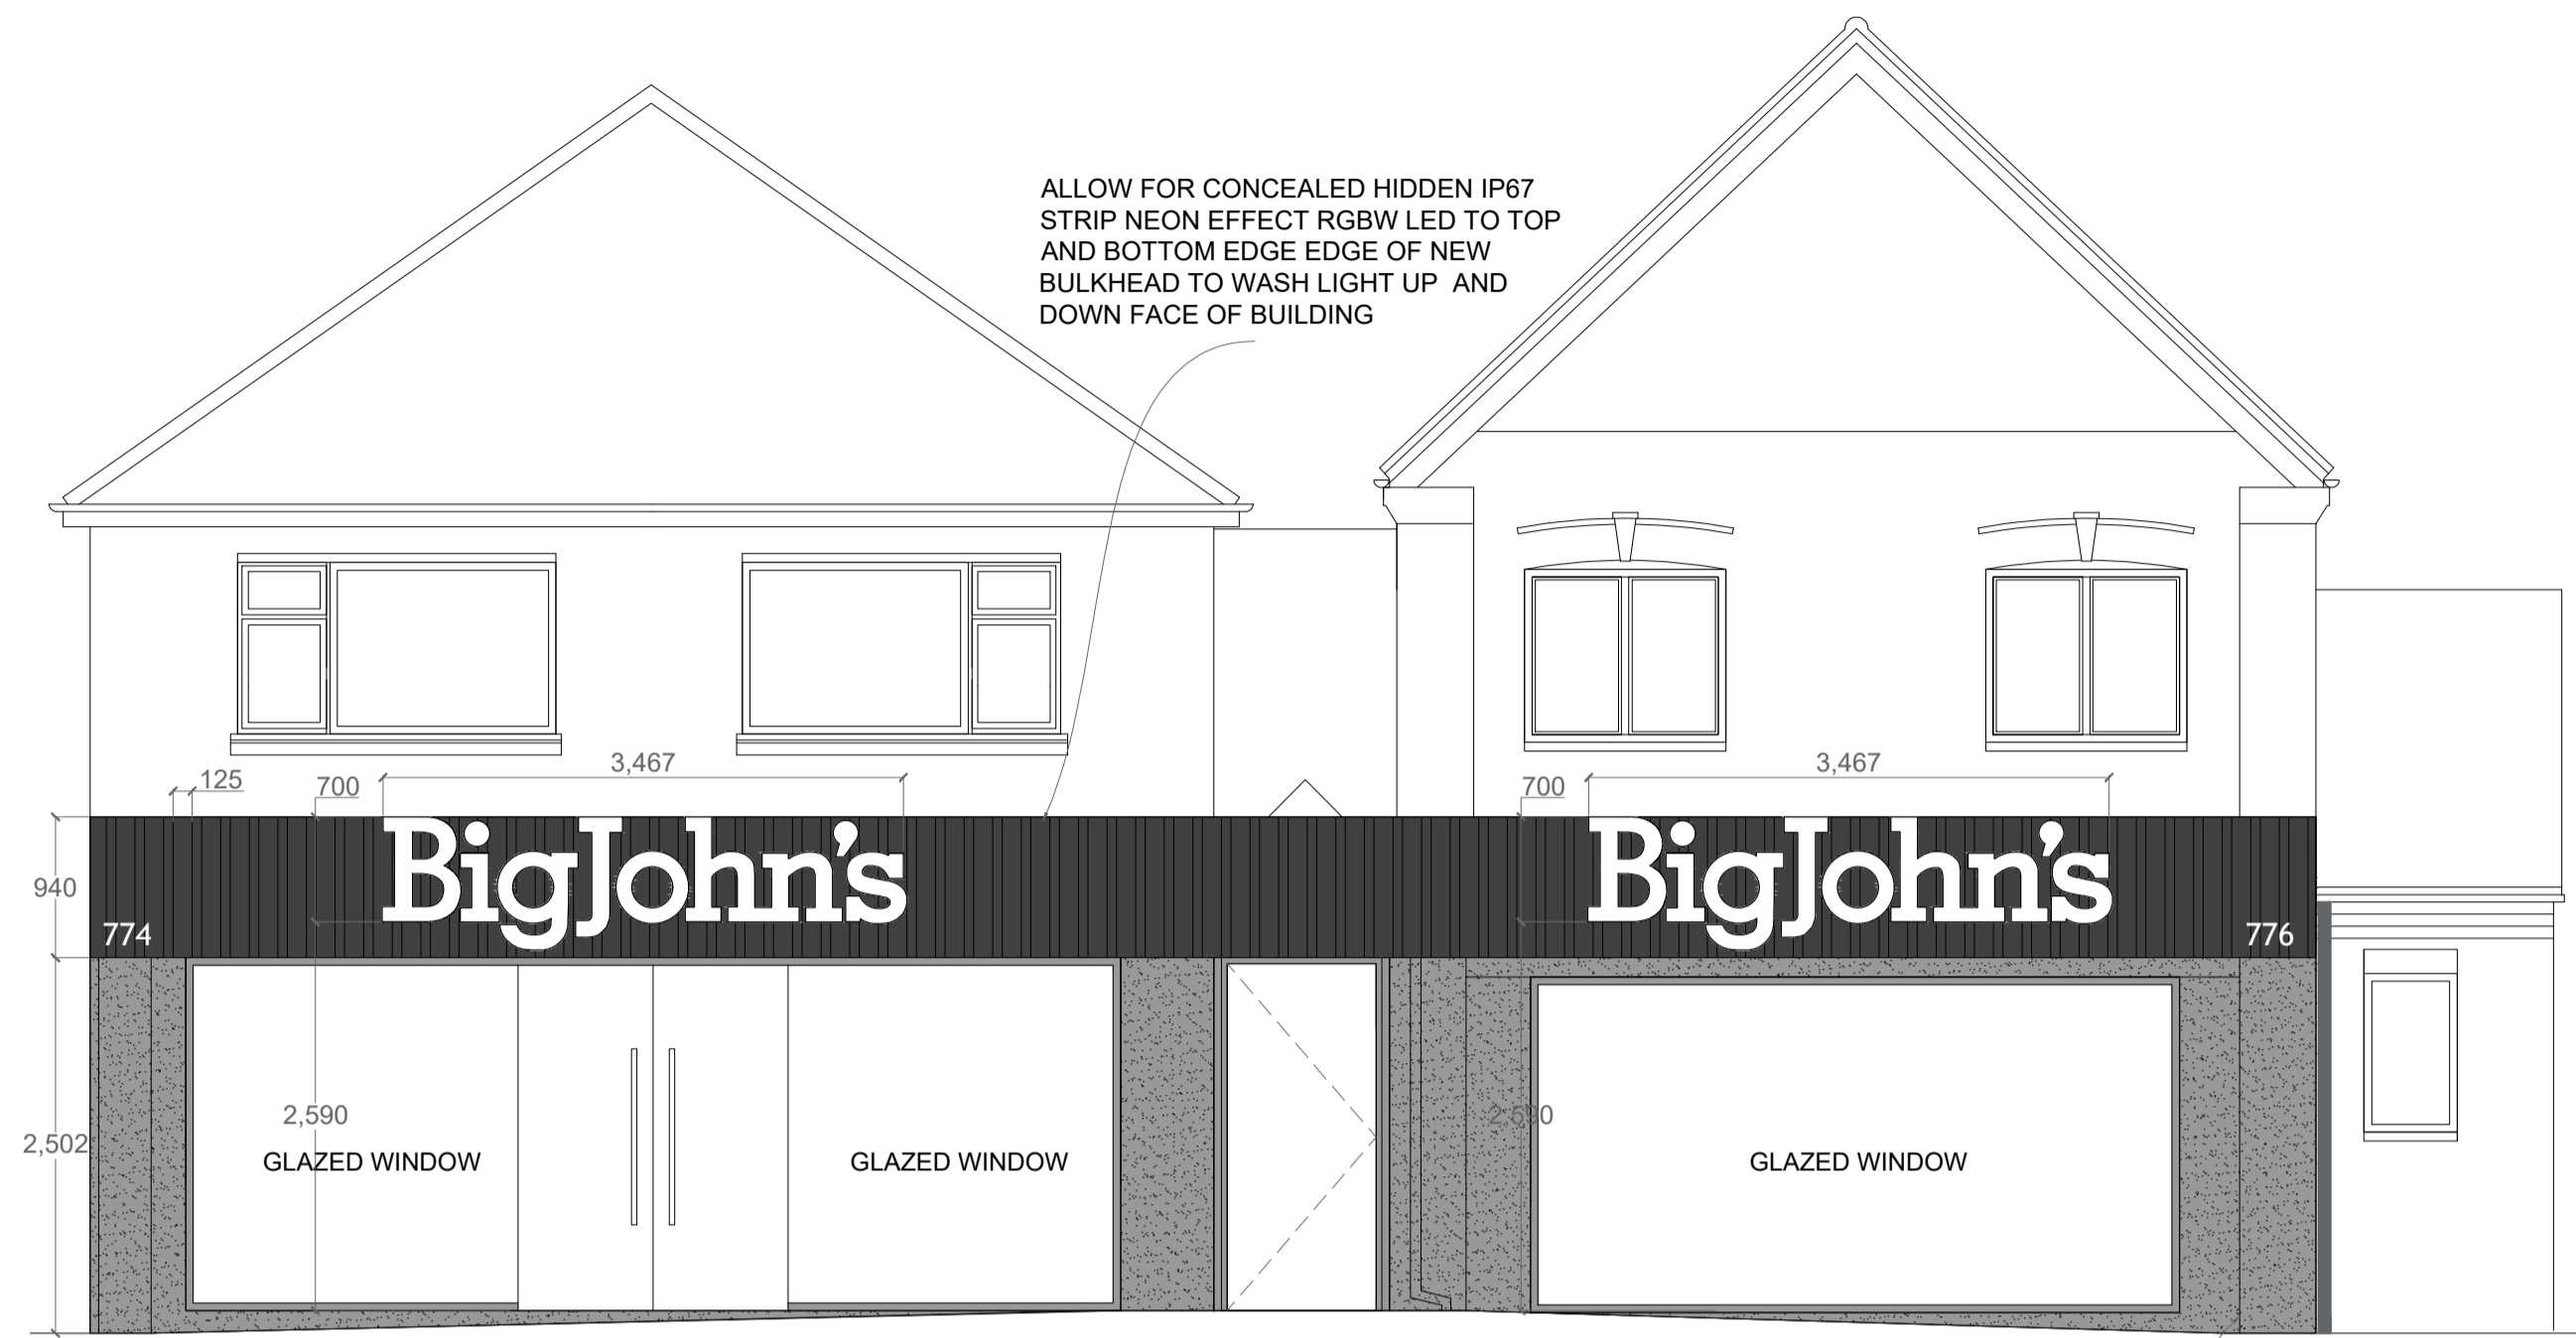 ALLOW FOR CONCEALED HIDDEN IP67
STRIP NEON EFFECT RGBW LED TO TOP
AND BOTTOM EDGE EDGE OF NEW
BULKHEAD TO WASH LIGHT UP AND
DOWN FACE OF BUILDING
3,467
3,467
125
700
700
BigJohn's
BigJohn's
940
774
776
2,590
2,590
2,502
GLAZED WINDOW
GLAZED WINDOW
GLAZED WINDOW